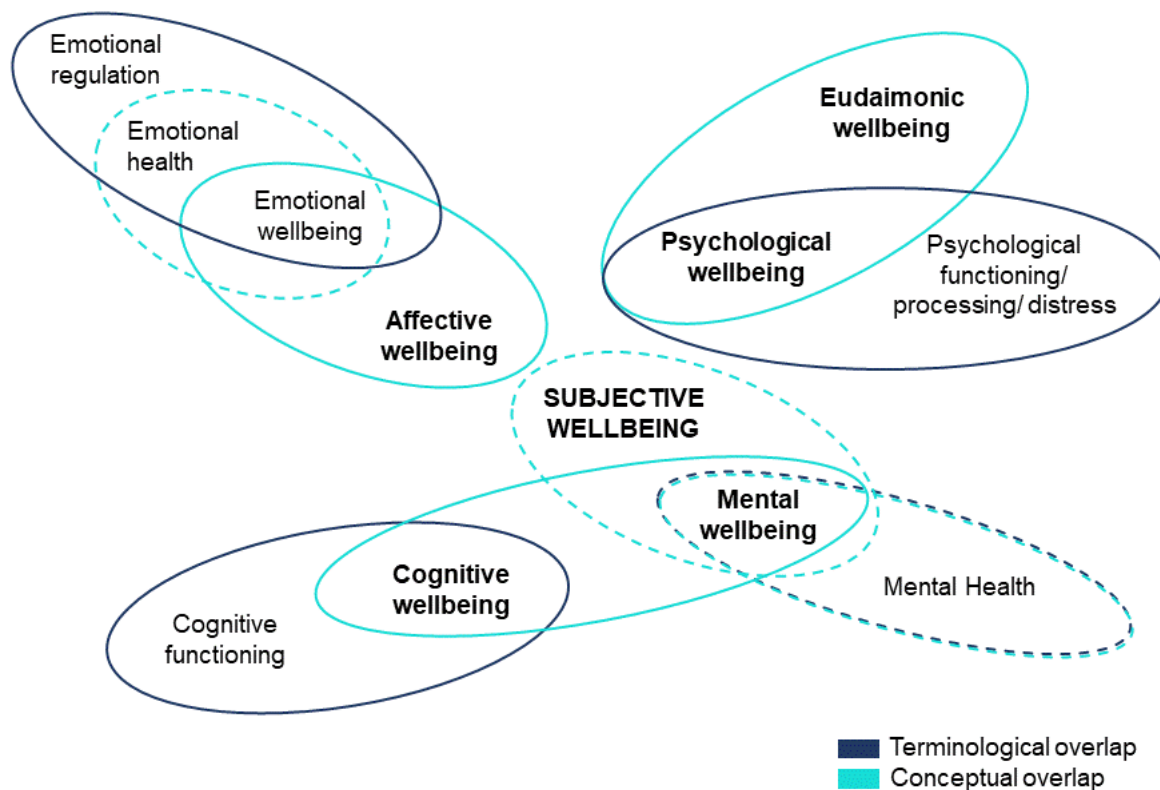 Emotional
regulation
Emotional
health
Emotional
wellbeing
Affective
wellbeing
Eudaimonic
wellbeing
Psychological
wellbeing
Psychological
functioning/
processing/ distress
SUBJECTIVE
WELLBEING
Mental
wellbeing
Mental Health
Cognitive
wellbeing
Cognitive
functioning
Terminological overlap
Conceptual overlap